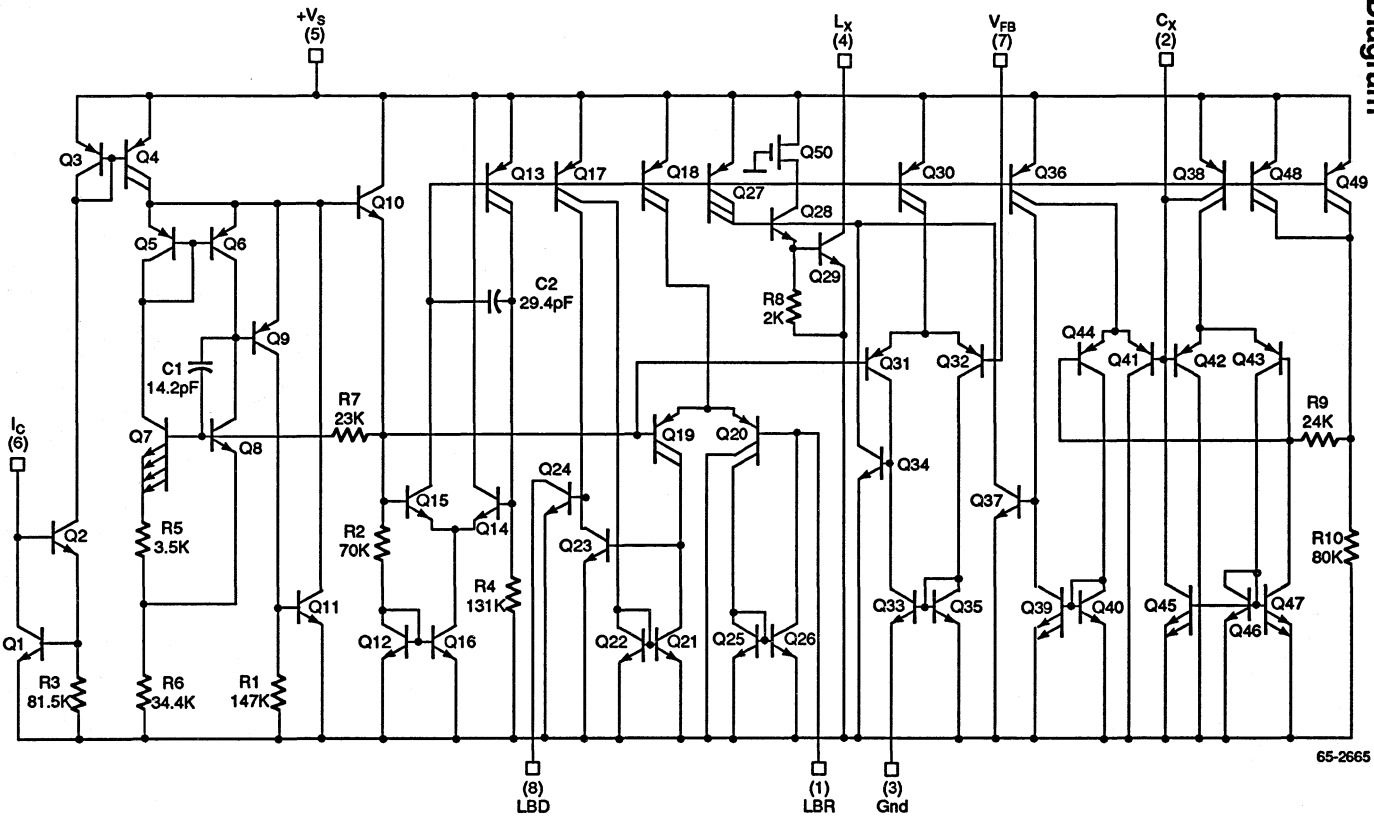 Diagram
+VS
(5)
LX
(4)
VFB
(7)
CX
(2)
Q3
Q4
Q5
Q6
Q10
Q13
Q17
Q18
Q27
Q50
Q28
Q29
Q30
Q36
Q38
Q48
Q49
C2
29.4pF
R8
2K
Q9
C1
14.2pF
Q31
Q32
Q44
Q41
Q42
Q43
IC
(6)
Q7
Q8
R7
23K
Q19
Q20
R9
24K
Q2
R5
3.5K
Q15
Q14
R2
70K
Q24
Q23
Q34
Q37
R10
80K
Q11
R4
131K
Q1
Q12
Q16
Q22
Q21
Q25
Q26
Q33
Q35
Q39
Q40
Q45
Q46
Q47
R3
81.5K
R6
34.4K
R1
147K
65-2665
(8)
LBD
(1)
LBR
(3)
Gnd